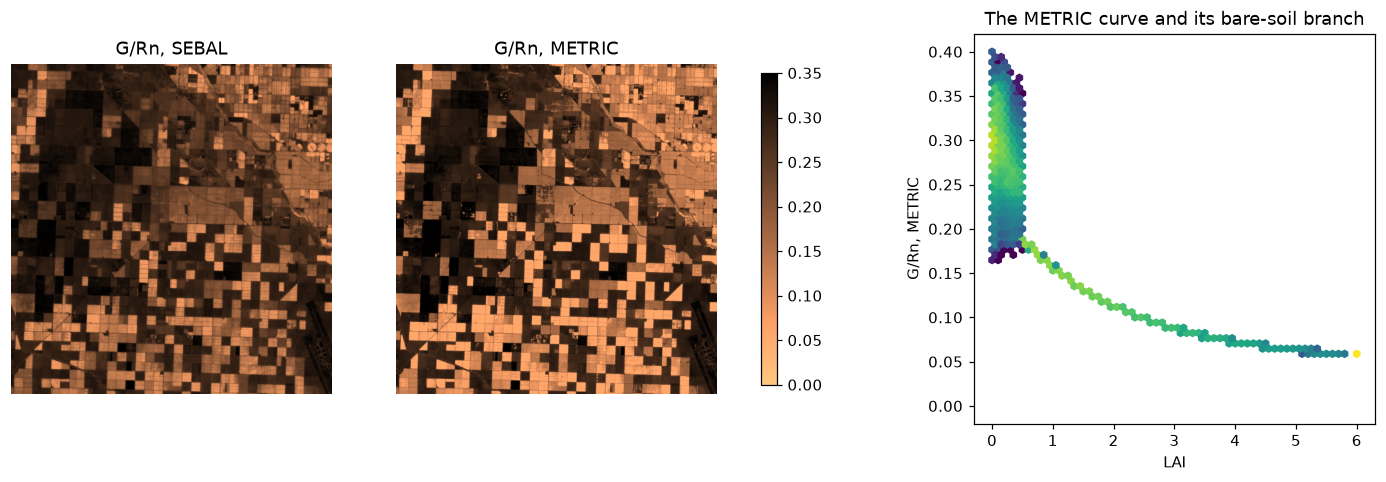 G/Rn, SEBAL
G/Rn, METRIC
0.35
0.30
0.25
0.20
0.15
0.10
0.05
0.00
The METRIC curve and its bare-soil branch
G/Rn, METRIC
0.40
0.35
0.30
0.25
0.20
0.15
0.10
0.05
0.00
0 1 2 3 4 5 6
LAI